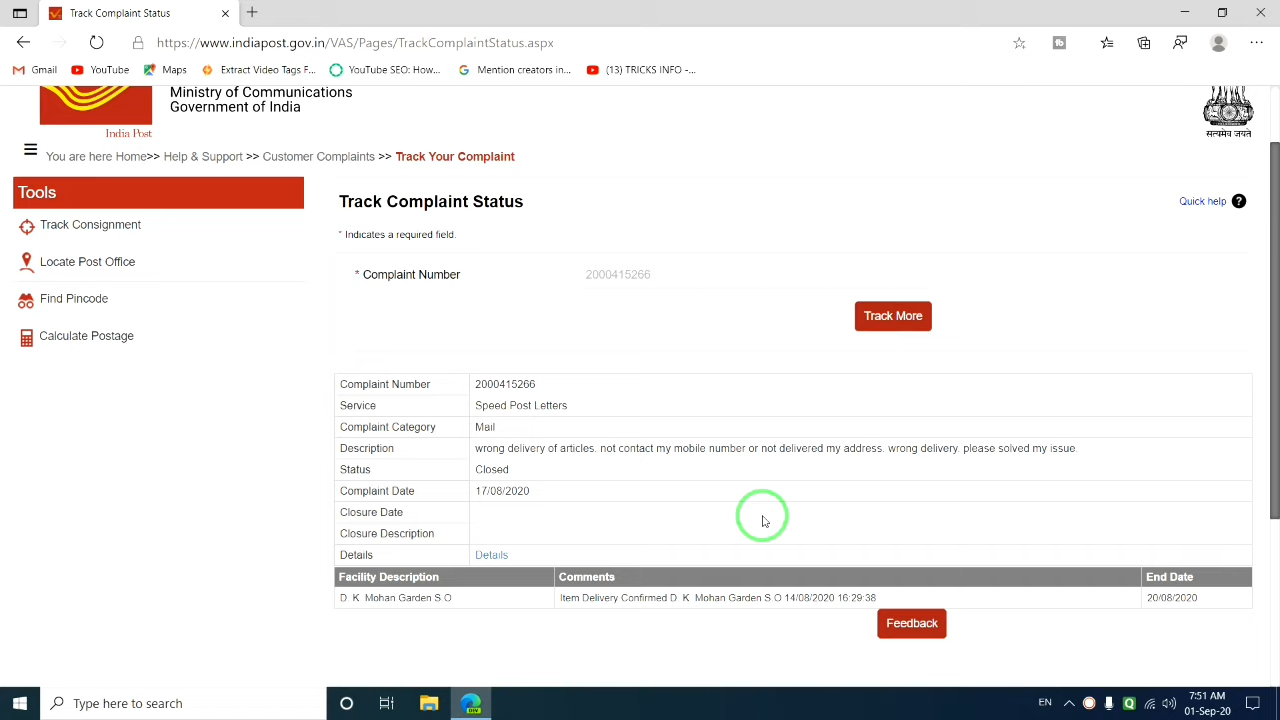 Track Complaint Status
https://www.indiapost.gov.in/VAS/Pages/TrackComplaintStatus.aspx
Gmail YouTube Maps Extract Video Tags F... YouTube SEO: How... Mention creators in... (13) TRICKS INFO -...
Ministry of Communications
Government of India
India Post
सत्यमेव जयते
You are here Home>> Help & Support >> Customer Complaints >> Track Your Complaint
Tools
Track Consignment
Locate Post Office
Find Pincode
Calculate Postage
Track Complaint Status
Quick help ?
* Indicates a required field.
* Complaint Number 2000415266
Track More
Complaint Number 2000415266
Service Speed Post Letters
Complaint Category Mail
Description wrong delivery of articles. not contact my mobile number or not delivered my address. wrong delivery. please solved my issue
Status Closed
Complaint Date 17/08/2020
Closure Date
Closure Description
Details Details
Facility Description Comments End Date
D. K. Mohan Garden S.O Item Delivery Confirmed D. K. Mohan Garden S.O 14/08/2020 16:29:38 20/08/2020
Feedback
Type here to search
EN
7:51 AM
01-Sep-20